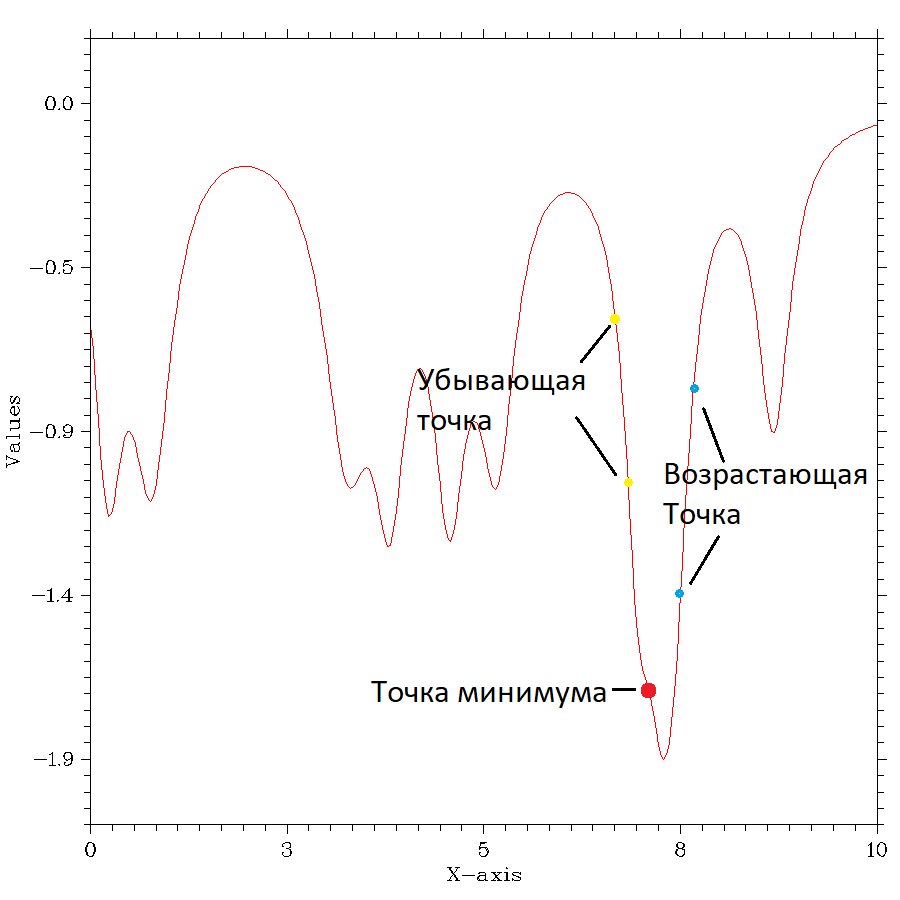 0.0
−0.5
Убывающая
точка
−0.9
Values
Возрастающая
Точка
−1.4
Точка минимума
−1.9
0 3 5 8 10
X−axis